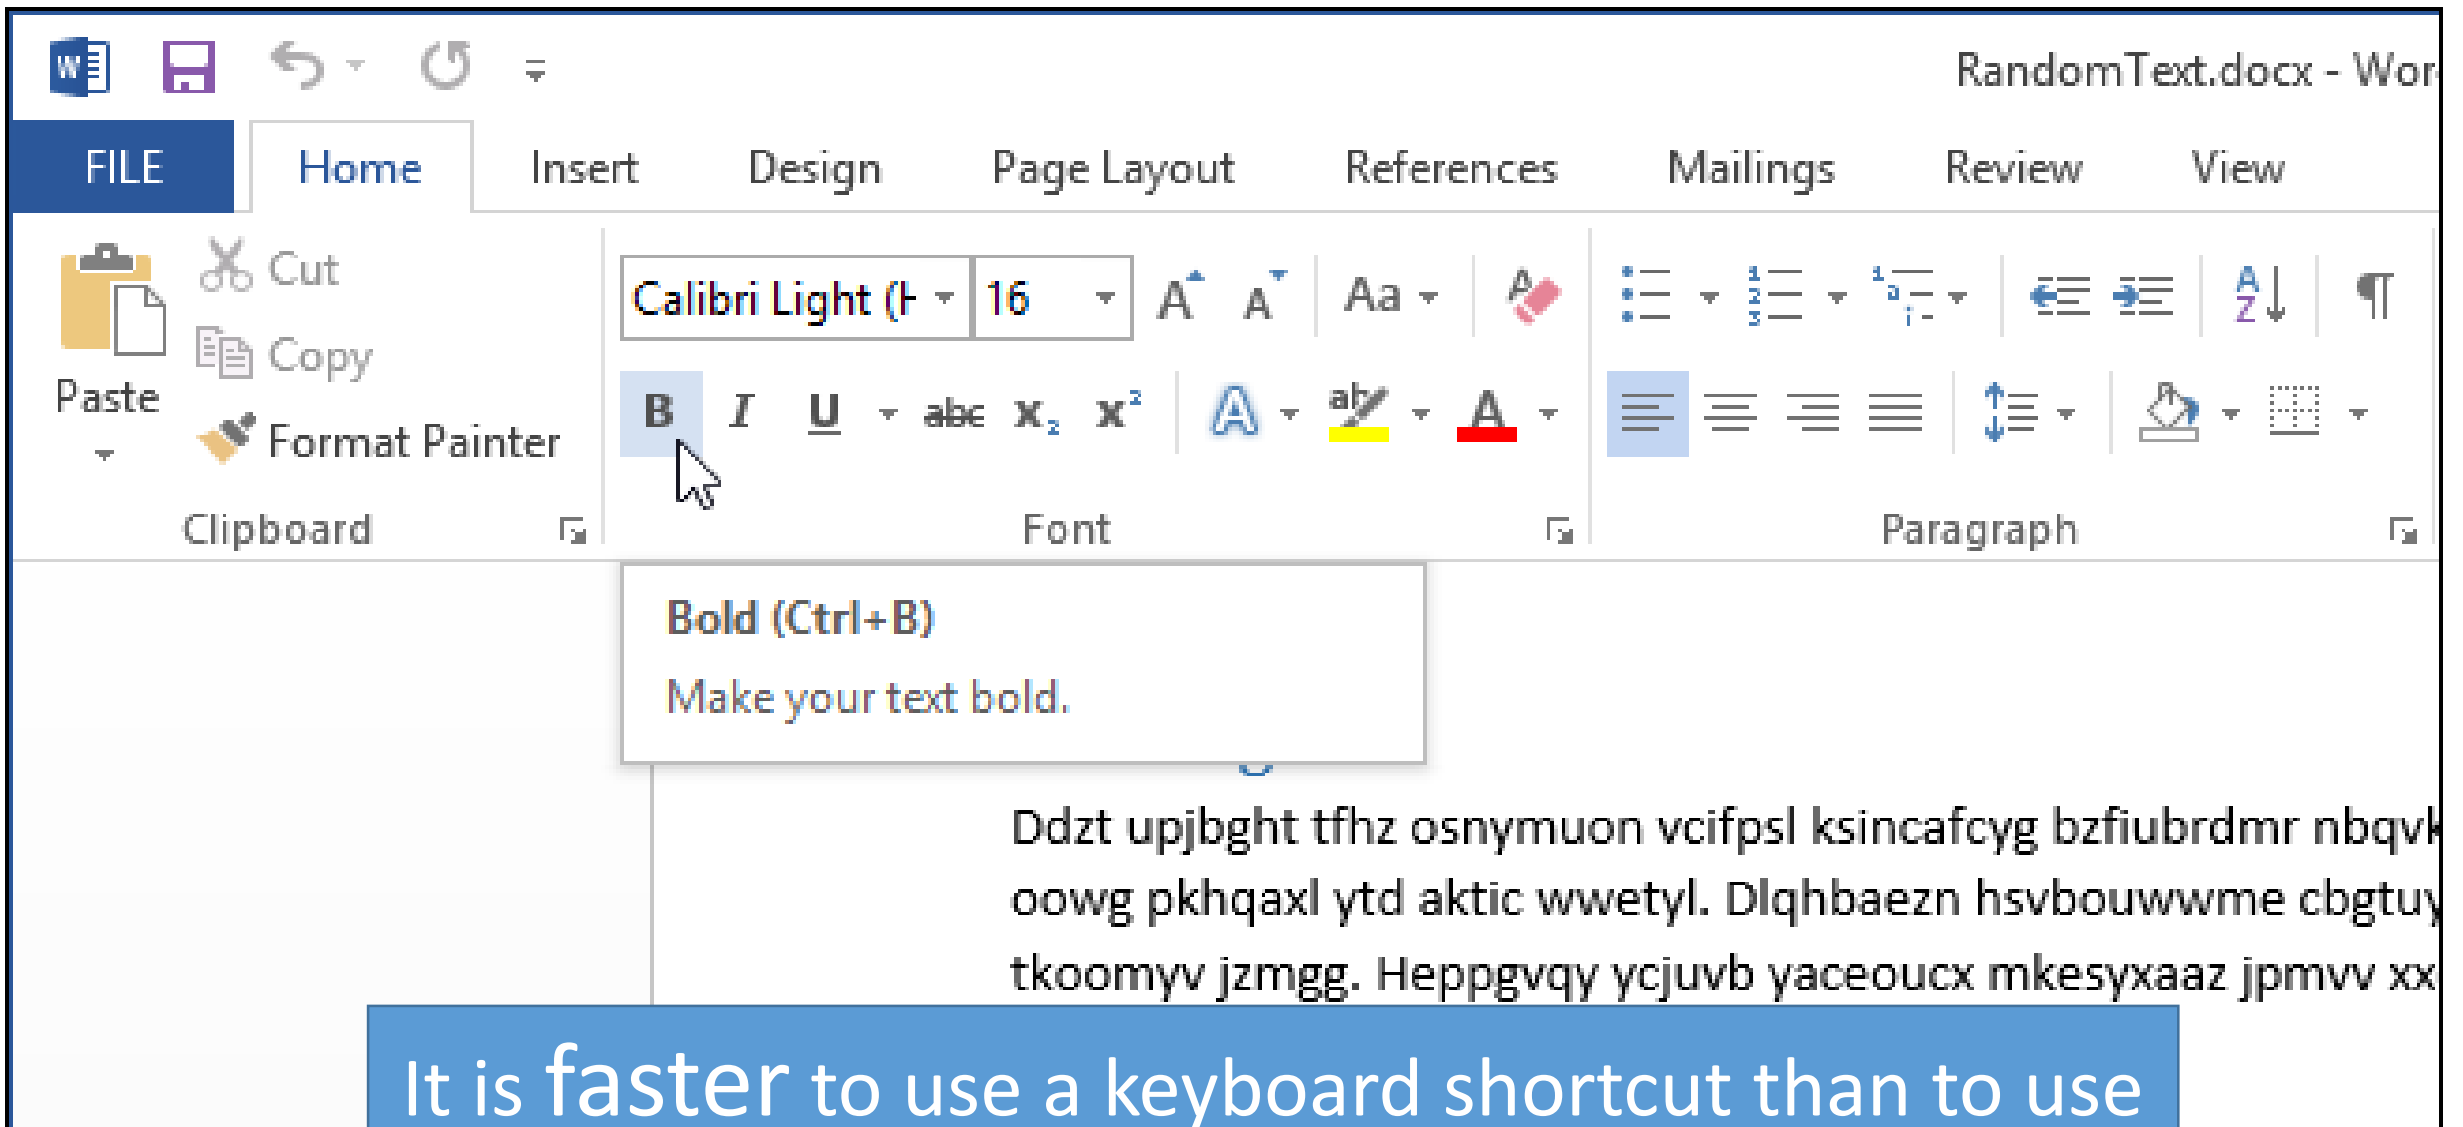 RandomText.docx - Wor
FILE Home Insert Design Page Layout References Mailings Review View
Cut
Copy
Paste
Format Painter
Clipboard
Calibri Light (H 16
Font
Paragraph
Bold (Ctrl+B)
Make your text bold.
Ddzt upjbght tfhz osnymuon vcifpsl ksincafcyg bzfiubrdmr nbqvk
oowg pkhqaxl ytd aktic wwetyl. Dlqhbaezn hsvbouwwme cbgtuy
tkoomyv jzmgg. Heppgvqy ycjuvb yaceoucx mkesyxaaz jpmvv xx
It is faster to use a keyboard shortcut than to use